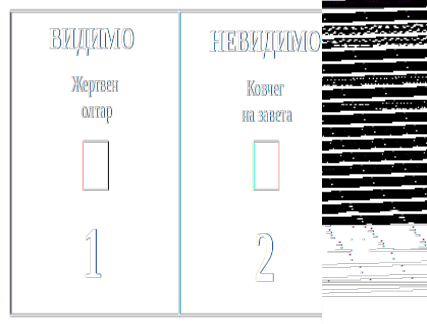 ВИДИМО
НЕВИДИМО
Жертвен
олтар
Ковчег
на завета
1
2